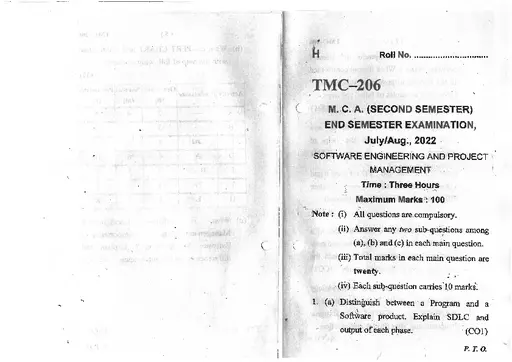 H
Roll No. ..............................
TMC–206
M. C. A. (SECOND SEMESTER)
END SEMESTER EXAMINATION,
July/Aug., 2022
SOFTWARE ENGINEERING AND PROJECT
MANAGEMENT
Time : Three Hours
Maximum Marks : 100
Note : (i) All questions are compulsory.
(ii) Answer any two sub-questions among
(a), (b) and (c) in each main question.
(iii) Total marks in each main question are
twenty.
(iv) Each sub-question carries 10 marks.
1. (a) Distinguish between a Program and a
Software product. Explain SDLC and
output of each phase. (CO1)
P. T. O.